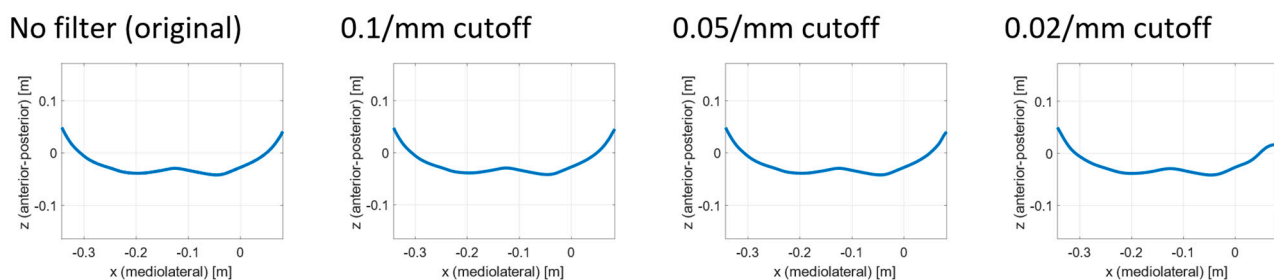 No filter (original)
0.1/mm cutoff
0.05/mm cutoff
0.02/mm cutoff
z (anterior-posterior) [m]
0.1
0
-0.1
-0.3
-0.2
-0.1
0
x (mediolateral) [m]
z (anterior-posterior) [m]
0.1
0
-0.1
-0.3
-0.2
-0.1
0
x (mediolateral) [m]
z (anterior-posterior) [m]
0.1
0
-0.1
-0.3
-0.2
-0.1
0
x (mediolateral) [m]
z (anterior-posterior) [m]
0.1
0
-0.1
-0.3
-0.2
-0.1
0
x (mediolateral) [m]